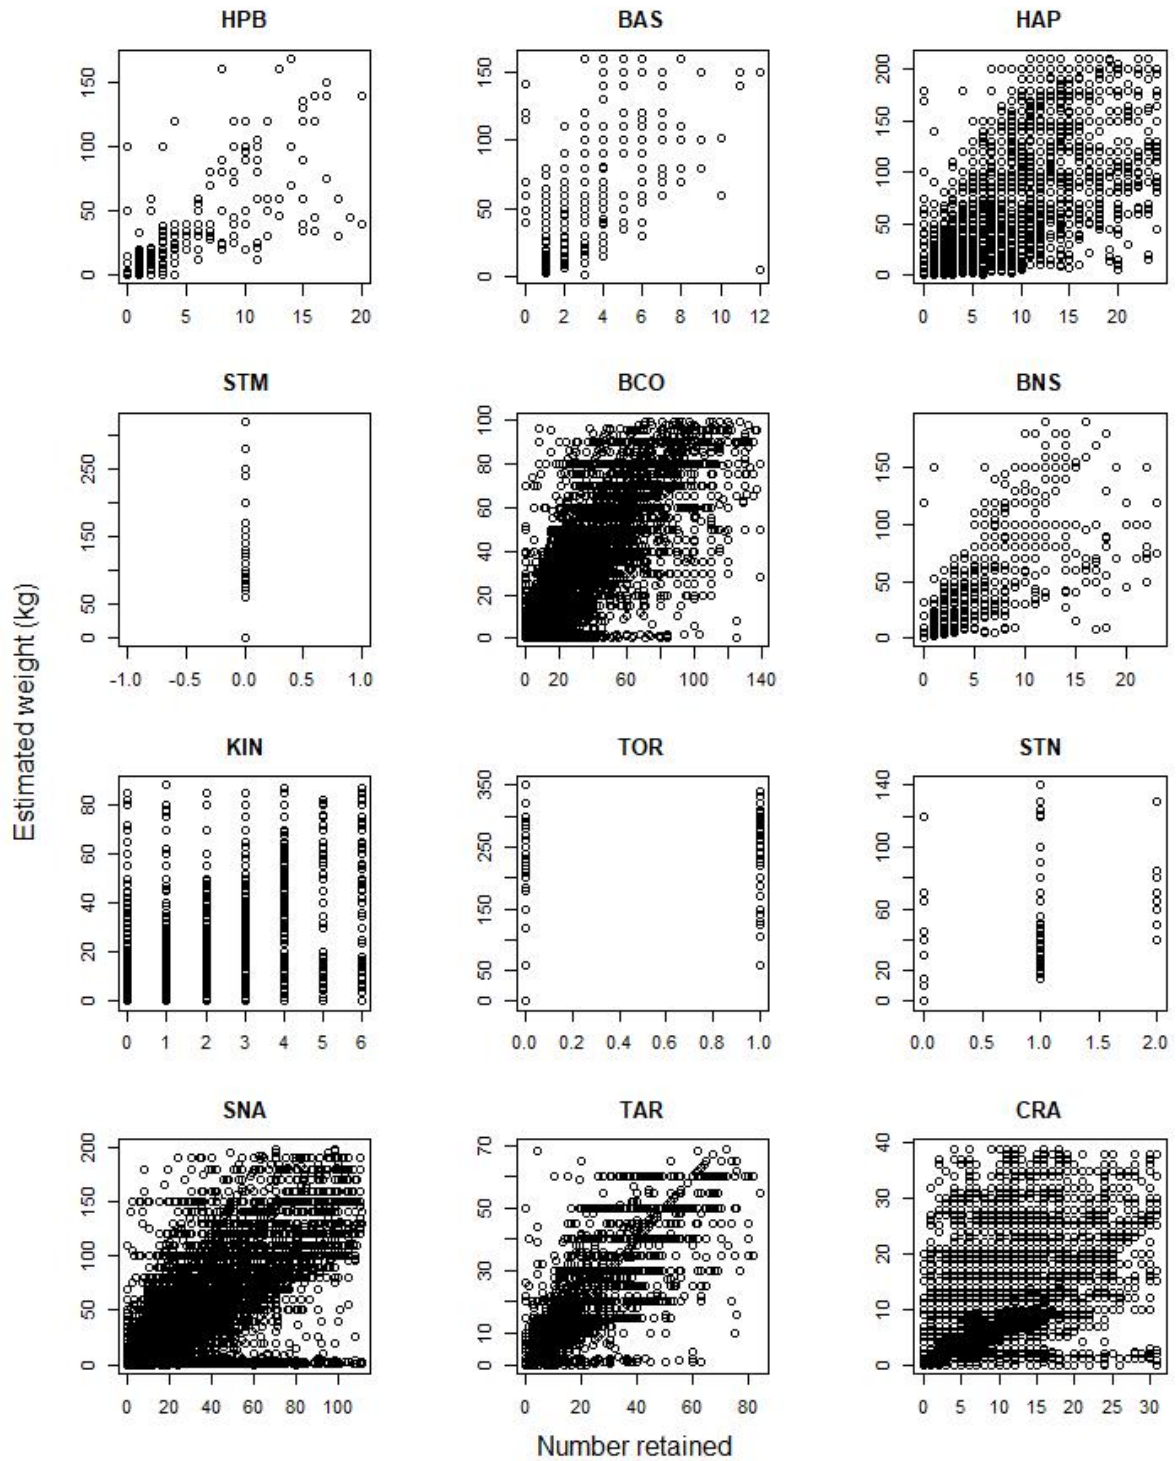 HPB BAS HAP
0 50 100 150
0 5 10 15 20
0 50 100 150
0 2 4 6 8 10 12
0 50 100 150 200
0 5 10 15 20
STM BCO BNS
0 50 150 250
-1.0 -0.5 0.0 0.5 1.0
0 20 40 60 80 100
0 20 60 100 140
0 50 100 150
0 5 10 15 20
Estimated weight (kg)
KIN TOR STN
0 20 40 60 80
0 1 2 3 4 5 6
0 50 150 250 350
0.0 0.2 0.4 0.6 0.8 1.0
0 20 60 100 140
0.0 0.5 1.0 1.5 2.0
SNA TAR CRA
0 50 100 150 200
0 20 40 60 80 100
0 10 30 50 70
0 20 40 60 80
0 10 20 30 40
0 5 10 15 20 25 30
Number retained